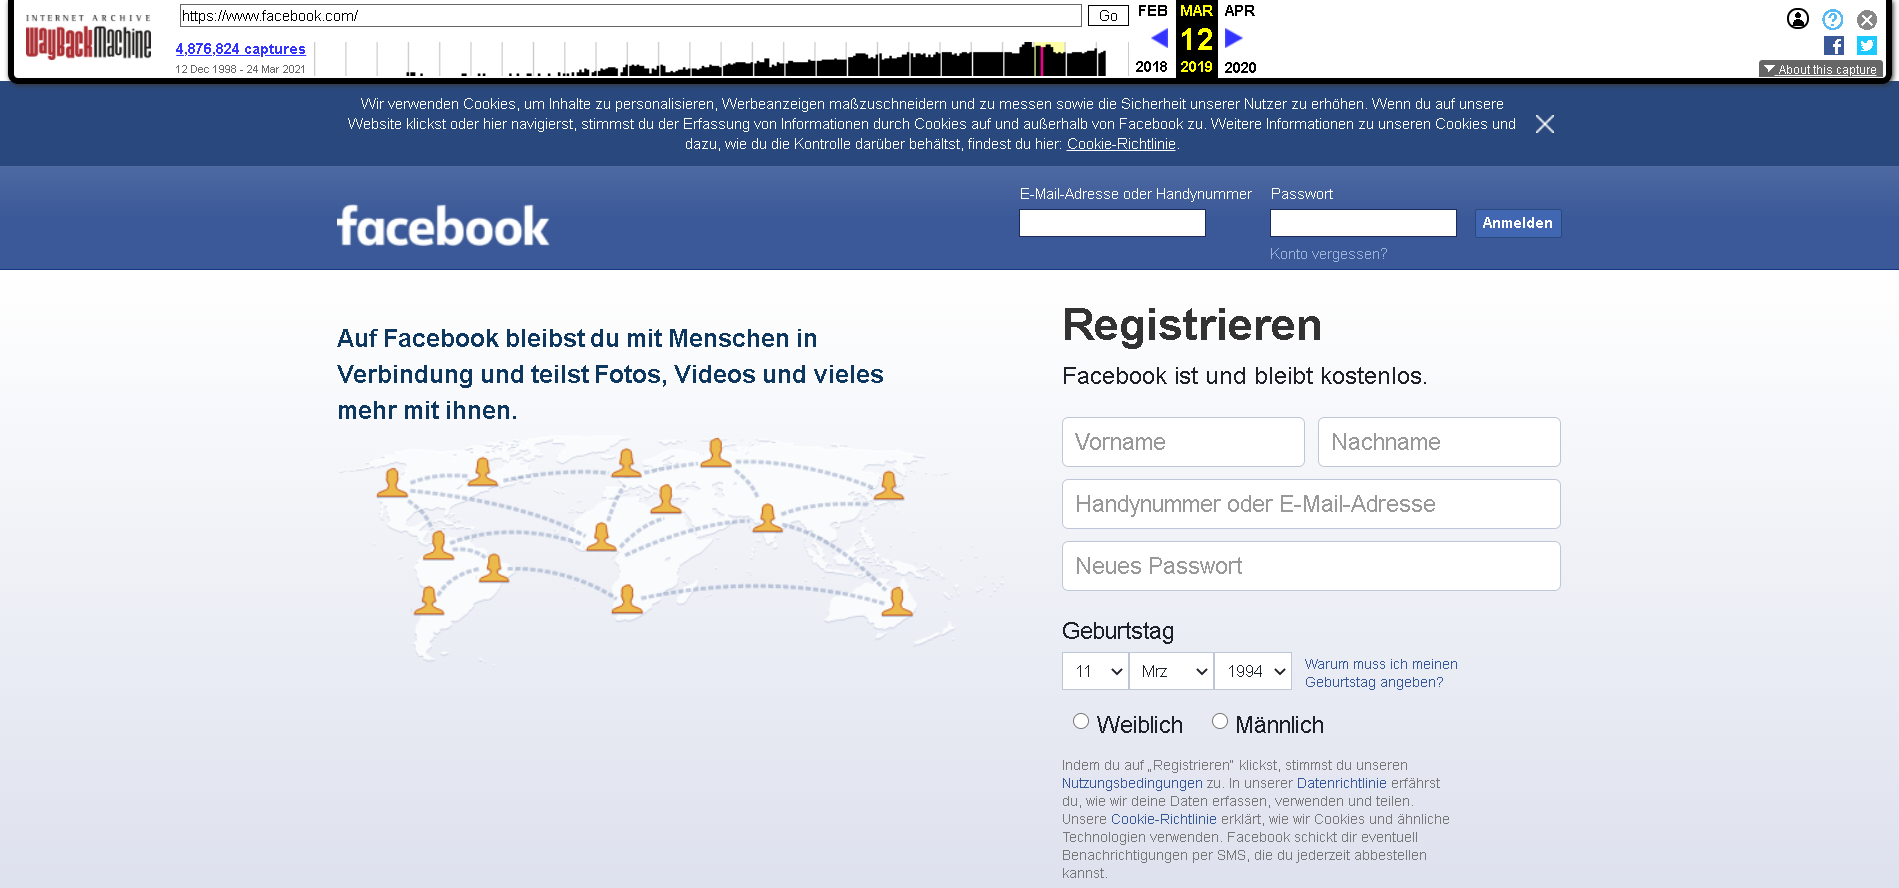 INTERNET ARCHIVE
WayBackMachine
https://www.facebook.com/
Go
4,876,824 captures
12 Dec 1998 - 24 Mar 2021
FEB MAR APR
12
2018 2019 2020
About this capture
Wir verwenden Cookies, um Inhalte zu personalisieren, Werbeanzeigen maßzuschneidern und zu messen sowie die Sicherheit unserer Nutzer zu erhöhen. Wenn du auf unsere
Website klickst oder hier navigierst, stimmst du der Erfassung von Informationen durch Cookies auf und außerhalb von Facebook zu. Weitere Informationen zu unseren Cookies und
dazu, wie du die Kontrolle darüber behältst, findest du hier: Cookie-Richtlinie.
facebook
E-Mail-Adresse oder Handynummer
Passwort
Anmelden
Konto vergessen?
Auf Facebook bleibst du mit Menschen in
Verbindung und teilst Fotos, Videos und vieles
mehr mit ihnen.
Registrieren
Facebook ist und bleibt kostenlos.
Vorname
Nachname
Handynummer oder E-Mail-Adresse
Neues Passwort
Geburtstag
11 Mrz 1994
Warum muss ich meinen
Geburtstag angeben?
Weiblich Männlich
Indem du auf „Registrieren“ klickst, stimmst du unseren
Nutzungsbedingungen zu. In unserer Datenrichtlinie erfährst
du, wie wir deine Daten erfassen, verwenden und teilen.
Unsere Cookie-Richtlinie erklärt, wie wir Cookies und ähnliche
Technologien verwenden. Facebook schickt dir eventuell
Benachrichtigungen per SMS, die du jederzeit abbestellen
kannst.